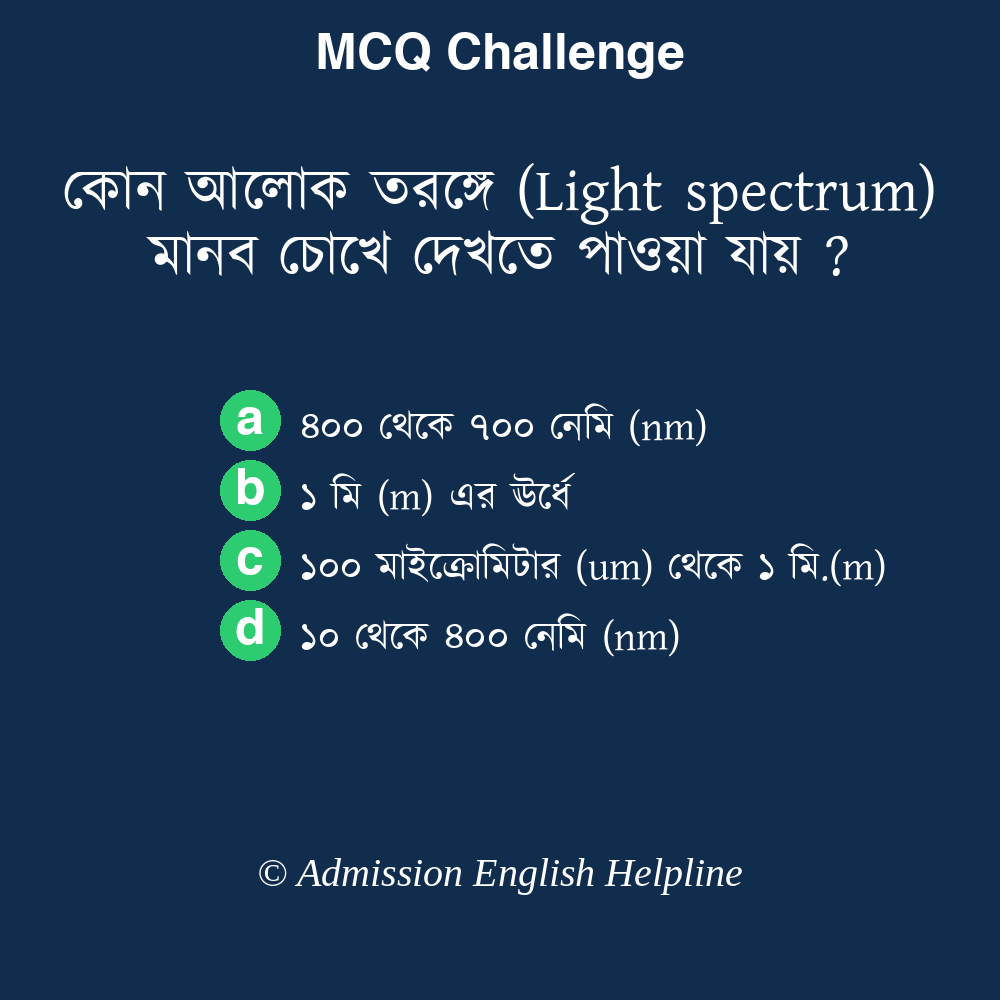 MCQ Challenge
কোন আলোক তরঙ্গে (Light spectrum)
মানব চোখে দেখতে পাওয়া যায় ?
a ৪০০ থেকে ৭০০ নেমি (nm)
b ১ মি (m) এর ঊর্ধে
c ১০০ মাইক্রোমিটার (um) থেকে ১ মি.(m)
d ১০ থেকে ৪০০ নেমি (nm)
© Admission English Helpline